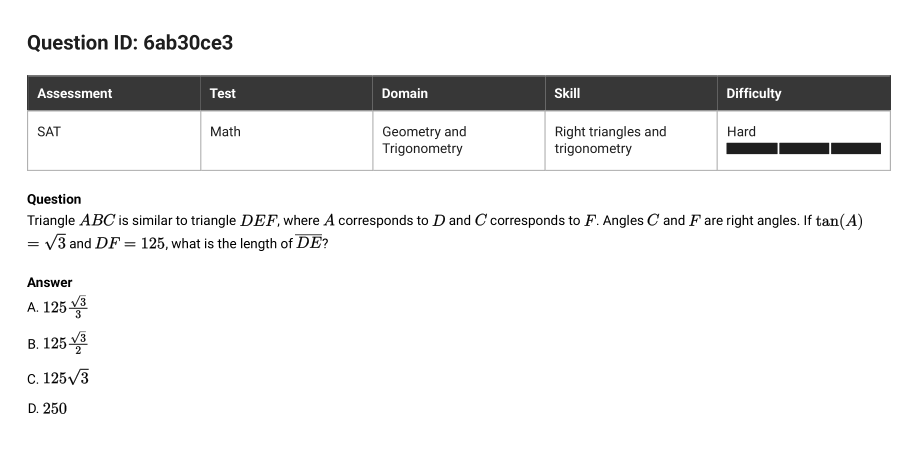 Question ID: 6ab30ce3
Assessment Test Domain Skill Difficulty
SAT Math Geometry and Trigonometry Right triangles and trigonometry Hard
Question
Triangle ABC is similar to triangle DEF, where A corresponds to D and C corresponds to F. Angles C and F are right angles. If tan(A)
= √3 and DF = 125, what is the length of D̅E̅?
Answer
A. 125 √3/3
B. 125 √3/2
C. 125√3
D. 250